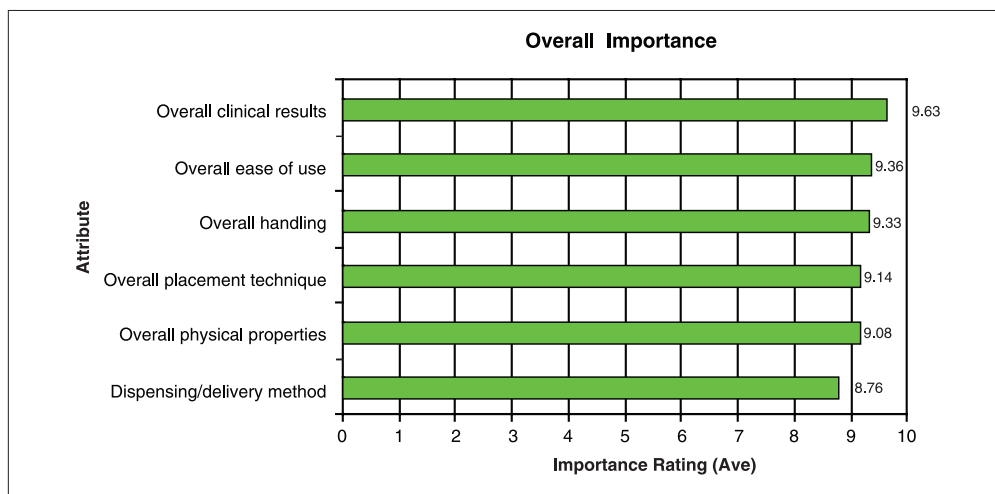 Overall Importance
Overall clinical results
9.63
Overall ease of use
9.36
Overall handling
9.33
Overall placement technique
9.14
Overall physical properties
9.08
Dispensing/delivery method
8.76
Attribute
0 1 2 3 4 5 6 7 8 9 10
Importance Rating (Ave)